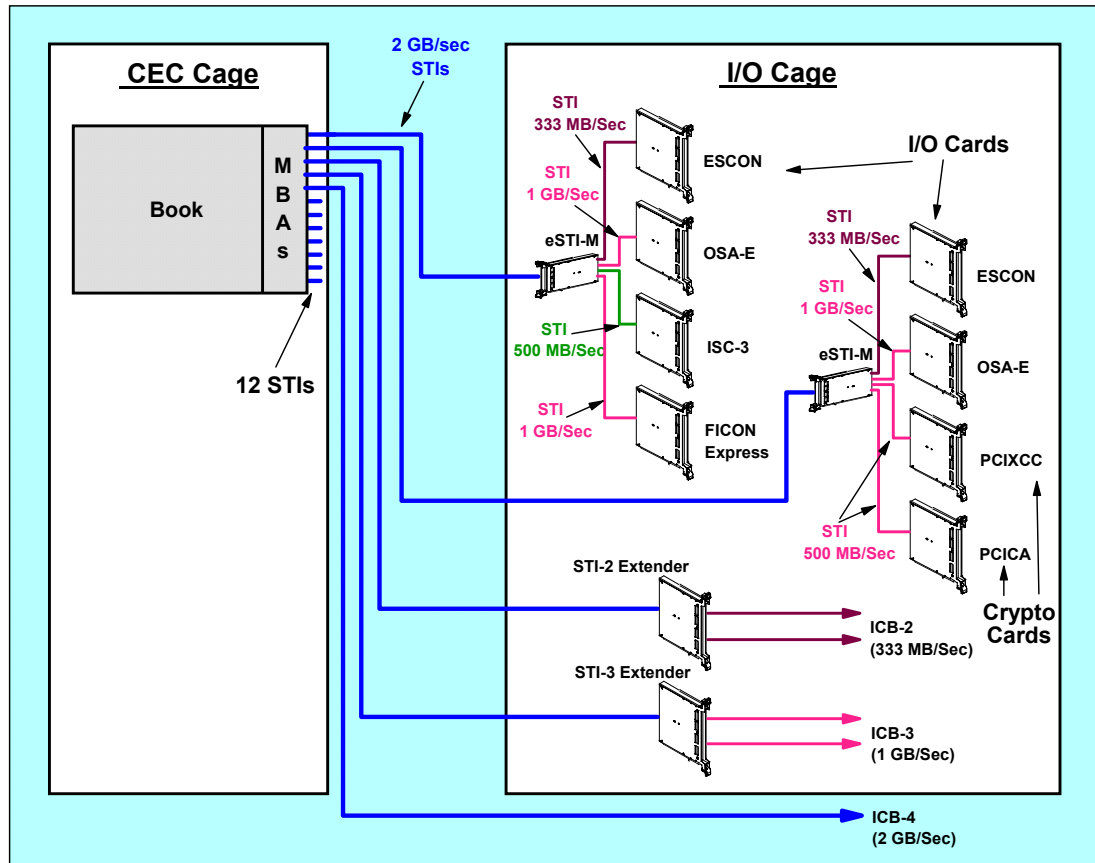 CEC Cage
Book
M
B
A
s
12 STIs
2 GB/sec
STIs
I/O Cage
STI
333 MB/Sec
ESCON
STI
1 GB/Sec
eSTI-M
OSA-E
STI
500 MB/Sec
ISC-3
STI
1 GB/Sec
FICON
Express
I/O Cards
STI
333 MB/Sec
ESCON
STI
1 GB/Sec
eSTI-M
OSA-E
PCIXCC
STI
500 MB/Sec
PCICA
Crypto
Cards
STI-2 Extender
ICB-2
(333 MB/Sec)
STI-3 Extender
ICB-3
(1 GB/Sec)
ICB-4
(2 GB/Sec)